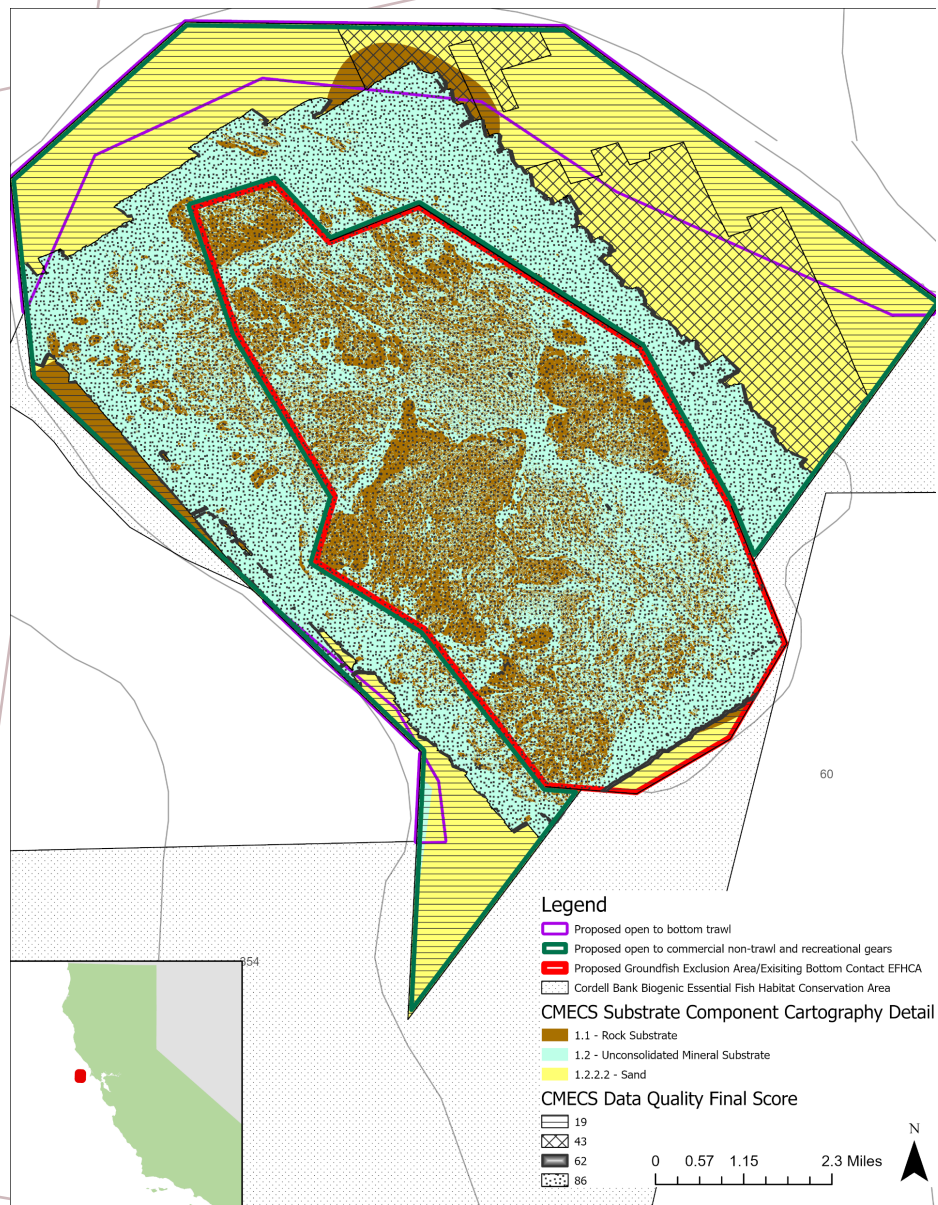 60
354
Legend
Proposed open to bottom trawl
Proposed open to commercial non-trawl and recreational gears
Proposed Groundfish Exclusion Area/Exisiting Bottom Contact EFHCA
Cordell Bank Biogenic Essential Fish Habitat Conservation Area
CMECS Substrate Component Cartography Detail
1.1 - Rock Substrate
1.2 - Unconsolidated Mineral Substrate
1.2.2.2 - Sand
CMECS Data Quality Final Score
19
43
62
86
0 0.57 1.15 2.3 Miles
N